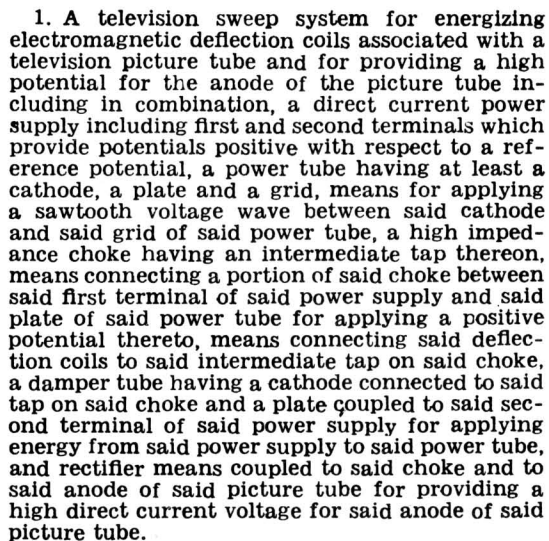 1. A television sweep system for energizing
electromagnetic deflection coils associated with a
television picture tube and for providing a high
potential for the anode of the picture tube in-
cluding in combination, a direct current power
supply including first and second terminals which
provide potentials positive with respect to a ref-
erence potential, a power tube having at least a
cathode, a plate and a grid, means for applying
a sawtooth voltage wave between said cathode
and said grid of said power tube, a high imped-
ance choke having an intermediate tap thereon,
means connecting a portion of said choke between
said first terminal of said power supply and said
plate of said power tube for applying a positive
potential thereto, means connecting said deflec-
tion coils to said intermediate tap on said choke,
a damper tube having a cathode connected to said
tap on said choke and a plate coupled to said sec-
ond terminal of said power supply for applying
energy from said power supply to said power tube,
and rectifier means coupled to said choke and to
said anode of said picture tube for providing a
high direct current voltage for said anode of said
picture tube.